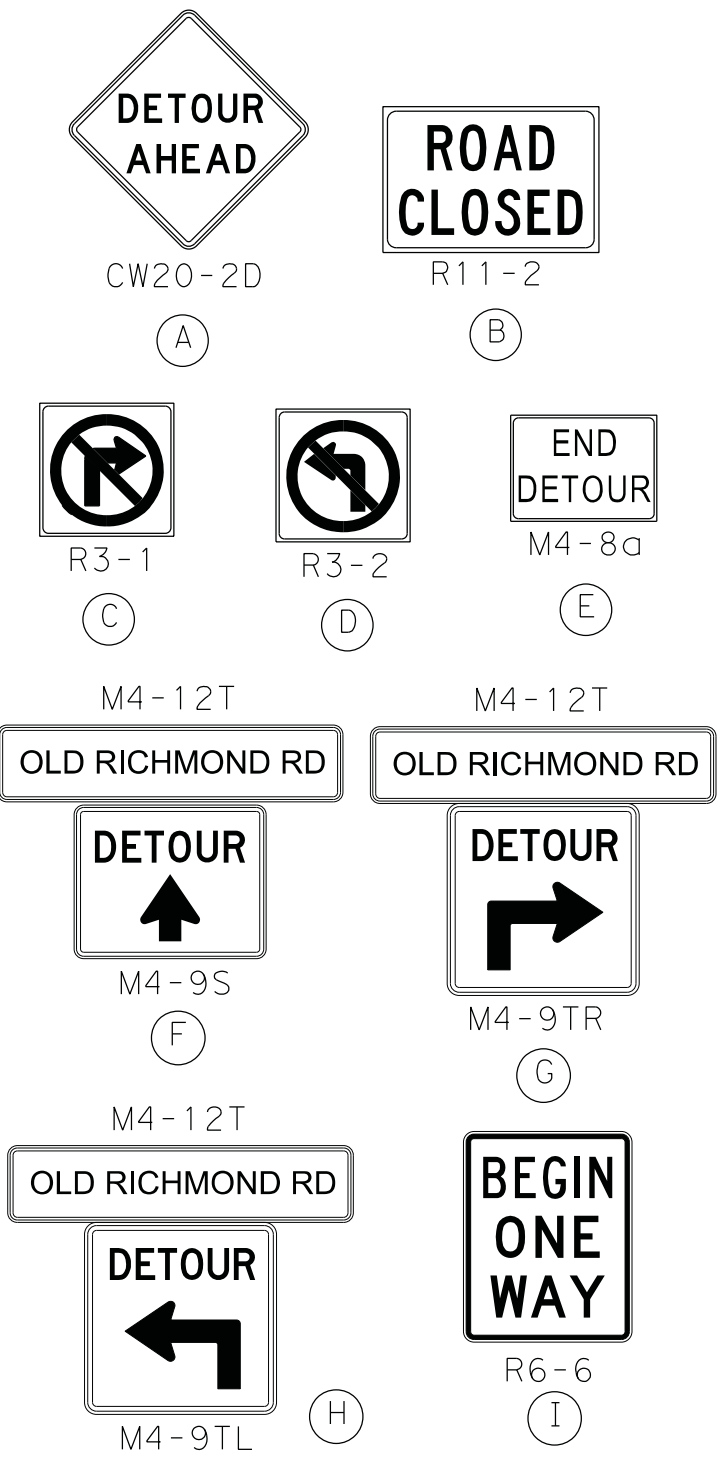 DETOUR
AHEAD
CW20-2D
A
ROAD
CLOSED
R11-2
B
R3-1
C
R3-2
D
END
DETOUR
M4-8a
E
M4-12T
OLD RICHMOND RD
DETOUR
M4-9S
F
M4-12T
OLD RICHMOND RD
DETOUR
M4-9TR
G
M4-12T
OLD RICHMOND RD
DETOUR
M4-9TL
H
BEGIN
ONE
WAY
R6-6
I